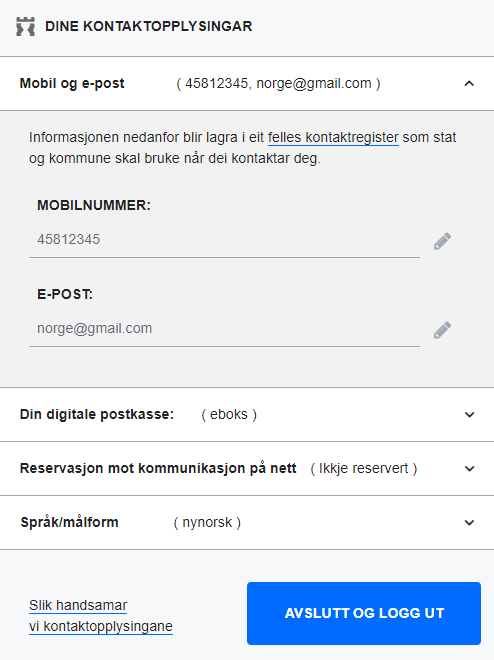 DINE KONTAKTOPPLYSINGAR
Mobil og e-post ( 45812345, norge@gmail.com )
Informasjonen nedanfor blir lagra i eit felles kontaktregister som stat
og kommune skal bruke når dei kontaktar deg.
MOBILNUMMER:
45812345
E-POST:
norge@gmail.com
Din digitale postkasse: ( eboks )
Reservasjon mot kommunikasjon på nett ( Ikkje reservert )
Språk/målform ( nynorsk )
Slik handsamar
vi kontaktopplysingane
AVSLUTT OG LOGG UT